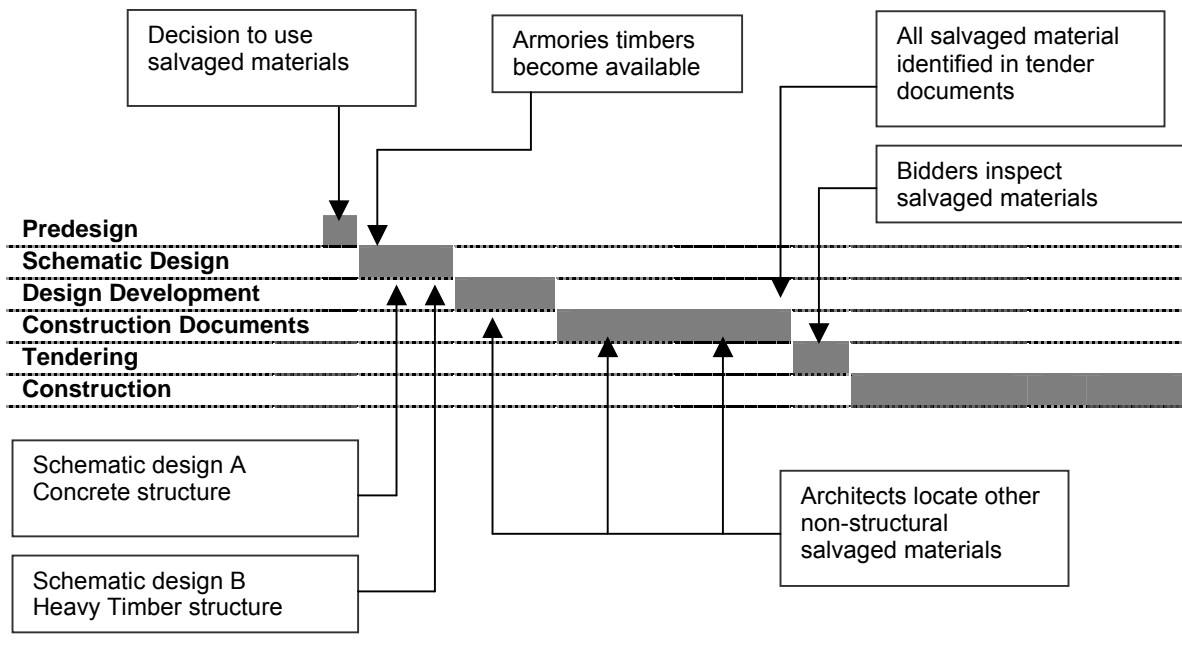 Decision to use
salvaged materials
Armories timbers
become available
All salvaged material
identified in tender
documents
Bidders inspect
salvaged materials
Predesign
Schematic Design
Design Development
Construction Documents
Tendering
Construction
Schematic design A
Concrete structure
Schematic design B
Heavy Timber structure
Architects locate other
non-structural
salvaged materials